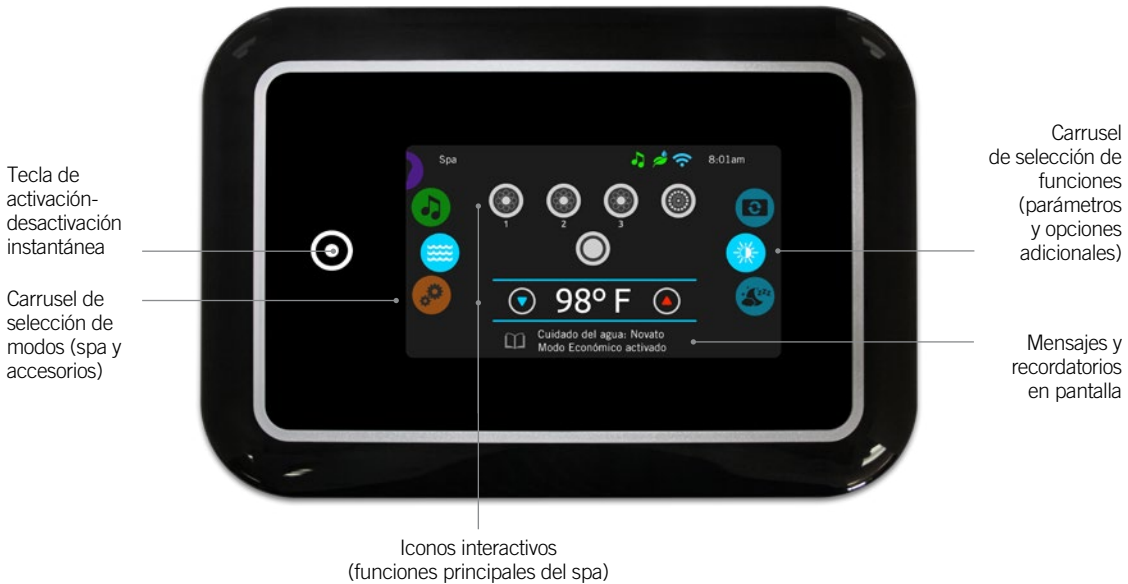 Tecla de
activación-
desactivación
instantánea
Carrusel de
selección de
modos (spa y
accesorios)
Spa
8:01am
1
2
3
98º F
Cuidado del agua: Novato
Modo Económico activado
Carrusel
de selección de
funciones
(parámetros
y opciones
adicionales)
Mensajes y
recordatorios
en pantalla
Iconos interactivos
(funciones principales del spa)